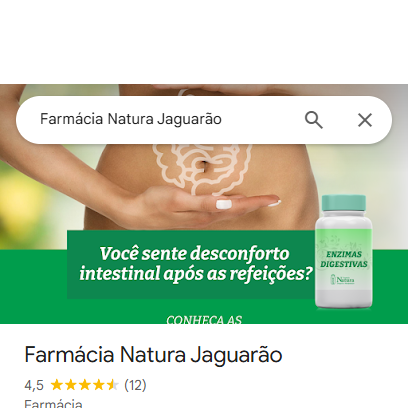 Farmácia Natura Jaguarão
Você sente desconforto
intestinal após as refeições?
ENZIMAS
DIGESTIVAS
Natura
CONHEÇA AS
Farmácia Natura Jaguarão
4,5 (12)
Farmácia